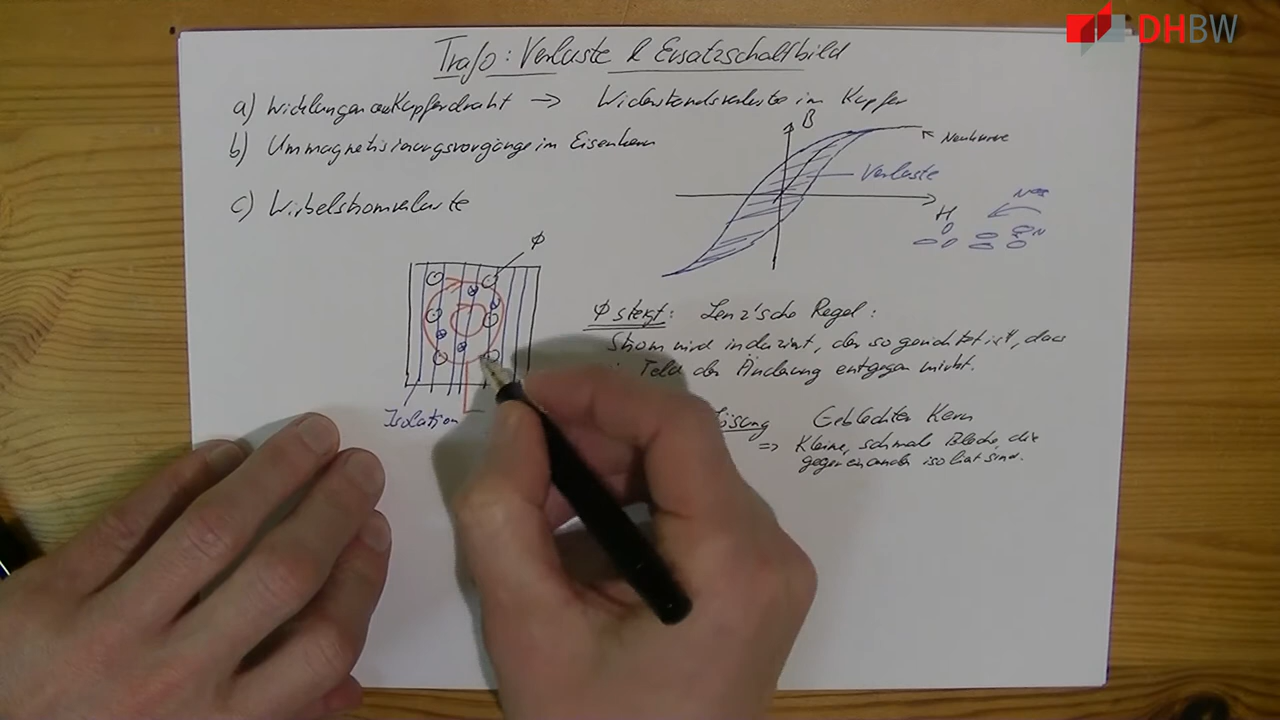 DHBW
Trafo: Verluste & Ersatzschaltbild
a) Wicklungen aus Kupferdraht → Widerstandsverluste im Kupfer
b) Ummagnetisierungsvorgänge im Eisenkern
c) Wirbelstromverluste
B
Neukurve
Verluste
H
N
Φ
Isolation
Φ steigt: Lenz'sche Regel:
Strom wird induziert, der so gerichtet ist, dass
Feld der Änderung entgegen wirkt.
Lösung Geblechter Kern
⇒ Kleine, schmale Bleche die
gegeneinander isoliert sind.